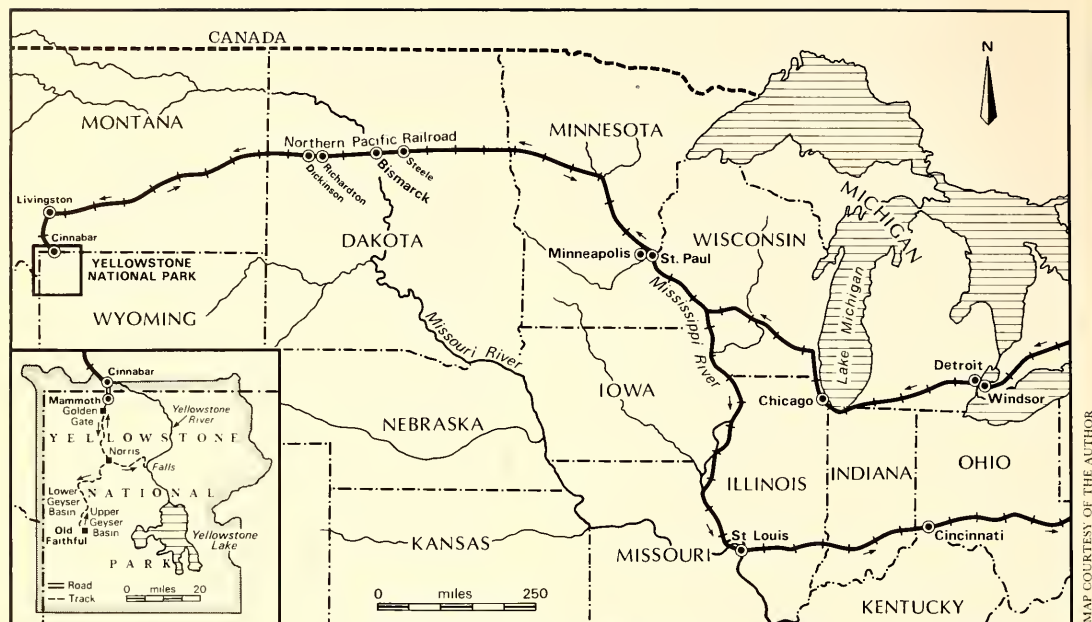 CANADA
N
MONTANA
Northern Pacific Railroad
Dickinson
Richardton
Bismarck
Steele
MINNESOTA
Livingston
Cinnabar
YELLOWSTONE
NATIONAL PARK
DAKOTA
Minneapolis
St. Paul
WISCONSIN
MICHIGAN
Lake Michigan
WYOMING
Missouri River
Mississippi River
IOWA
Chicago
Detroit
Windsor
NEBRASKA
ILLINOIS
INDIANA
OHIO
KANSAS
MISSOURI
St Louis
Cincinnati
KENTUCKY
0 miles 250
Cinnabar
Mammoth
Golden
Gate
Yellowstone
River
YELLOWSTONE
Norris
Falls
Lower
Geyser
Basin
NATIONAL
Upper
Geyser
Basin
Old
Faithful
Yellowstone
Lake
PARK
Road
Track
0 miles 20
MAP COURTESY OF THE AUTHOR